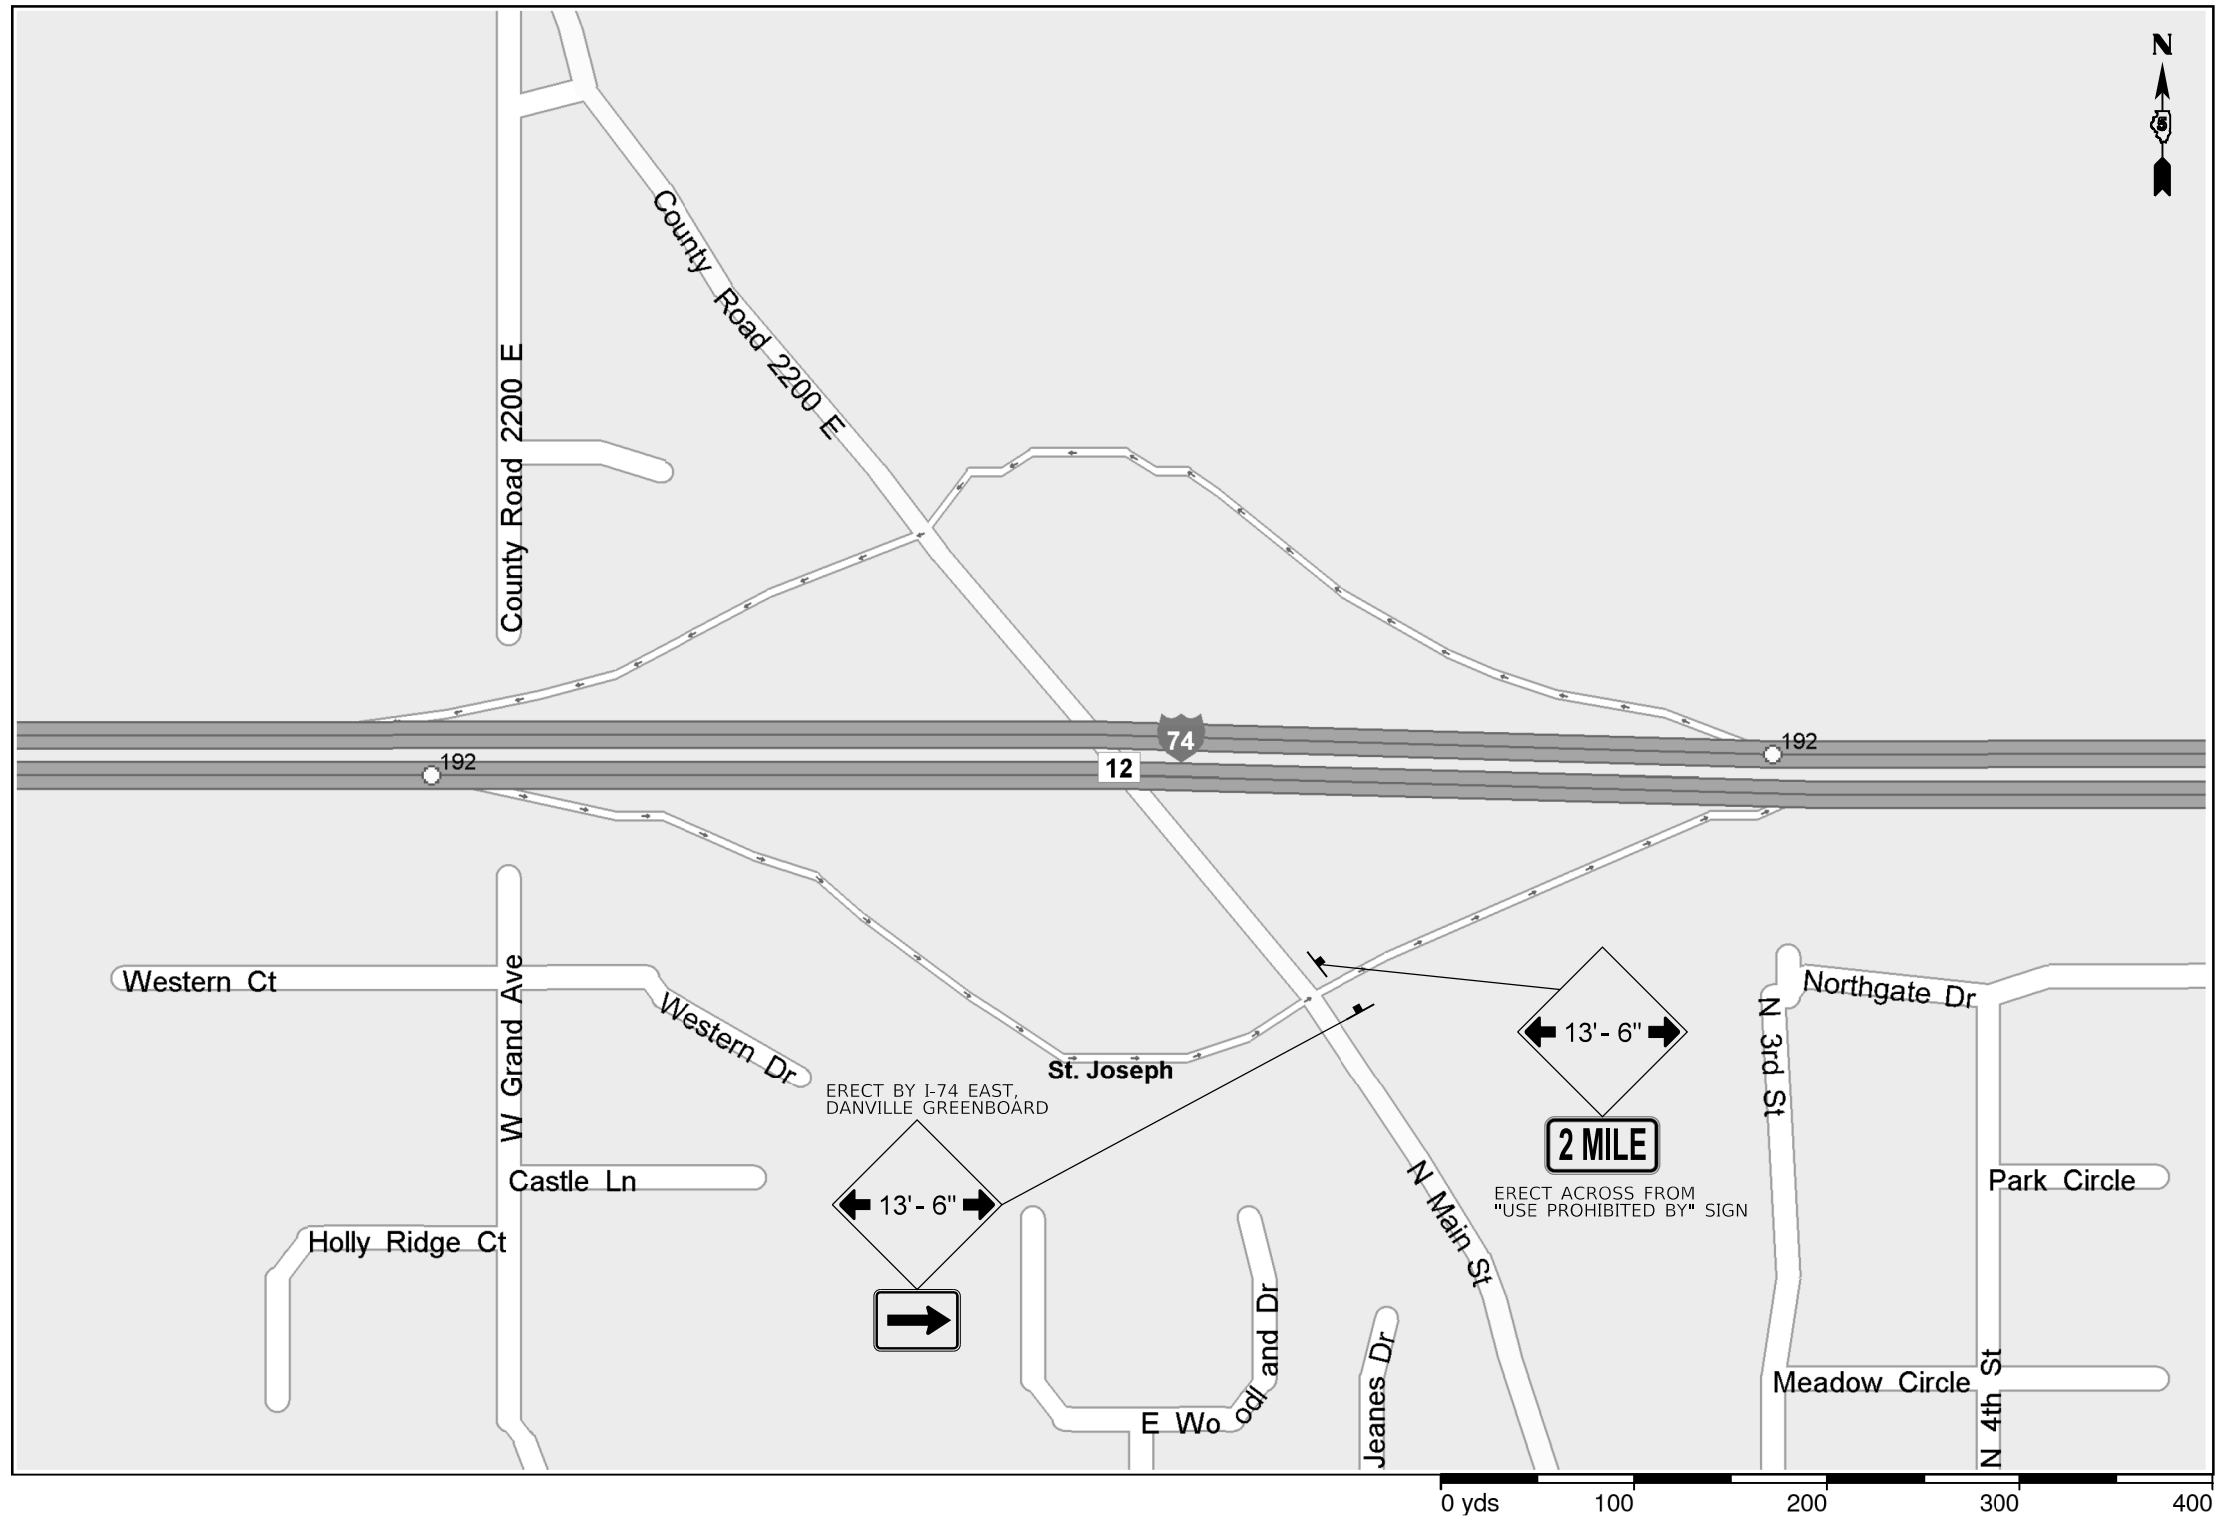 N
5
County Road 2200 E
County Road 2200 E
74
192
12
192
Western Ct
W Grand Ave
Western Dr
St. Joseph
13'- 6"
Northgate Dr
N 3rd St
ERECT BY I-74 EAST,
DANVILLE GREENBOARD
2 MILE
Castle Ln
13'- 6"
N Main St
ERECT ACROSS FROM
"USE PROHIBITED BY" SIGN
Park Circle
Holly Ridge Ct
E Woodland Dr
Jeanes Dr
Meadow Circle
N 4th St
0 yds 100 200 300 400